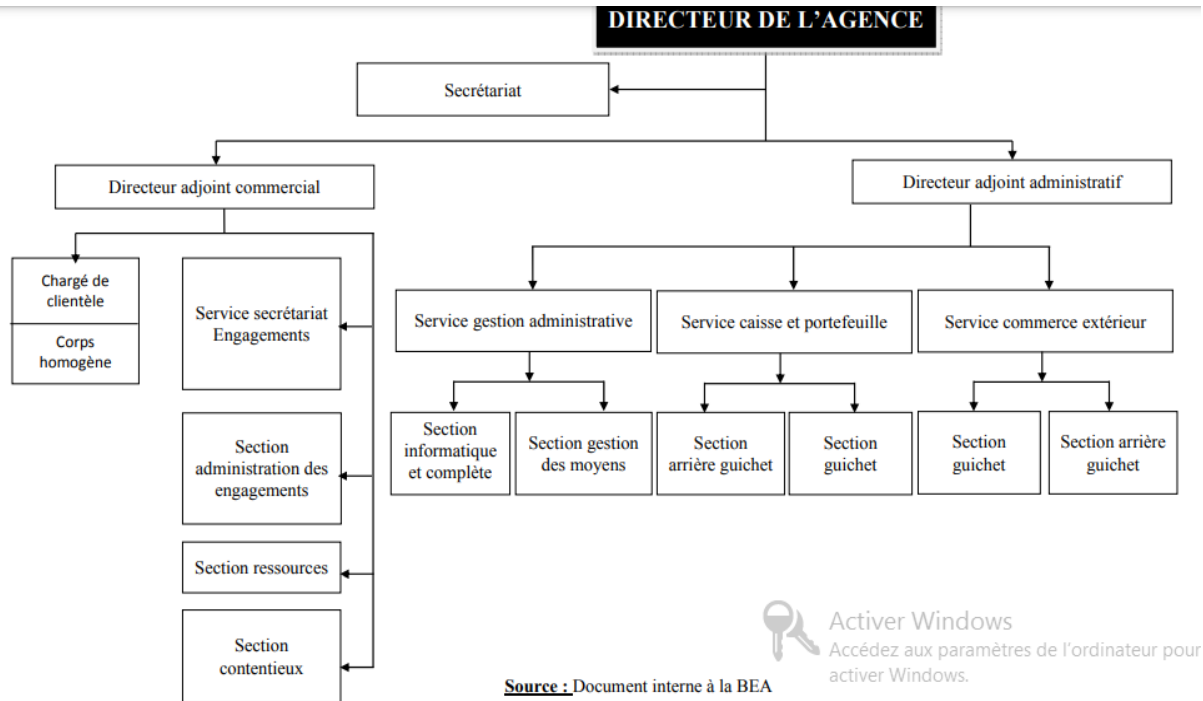 DIRECTEUR DE L'AGENCE
Secrétariat
Directeur adjoint commercial
Directeur adjoint administratif
Chargé de
clientèle
Corps
homogène
Service secrétariat
Engagements
Section
administration des
engagements
Section ressources
Section
contentieux
Service gestion administrative
Service caisse et portefeuille
Service commerce extérieur
Section
informatique
et complète
Section gestion
des moyens
Section
arrière guichet
Section
guichet
Section
guichet
Section arrière
guichet
Activer Windows
Accédez aux paramètres de l'ordinateur pour
activer Windows.
Source : Document interne à la BEA